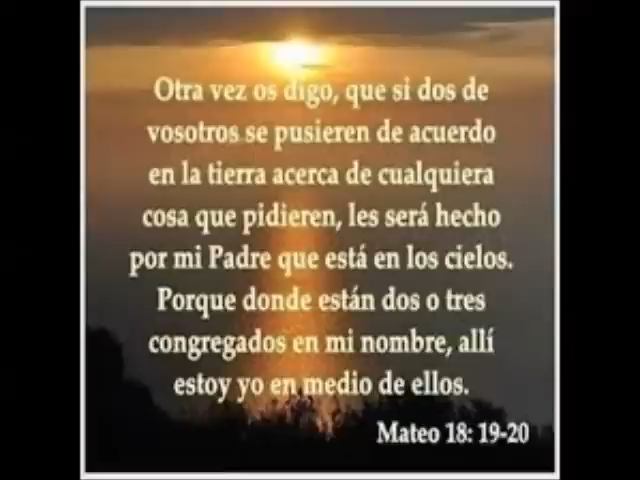 Otra vez os digo, que si dos de
vosotros se pusieren de acuerdo
en la tierra acerca de cualquiera
cosa que pidieren, les será hecho
por mi Padre que está en los cielos.
Porque donde están dos o tres
congregados en mi nombre, allí
estoy yo en medio de ellos.
Mateo 18: 19-20